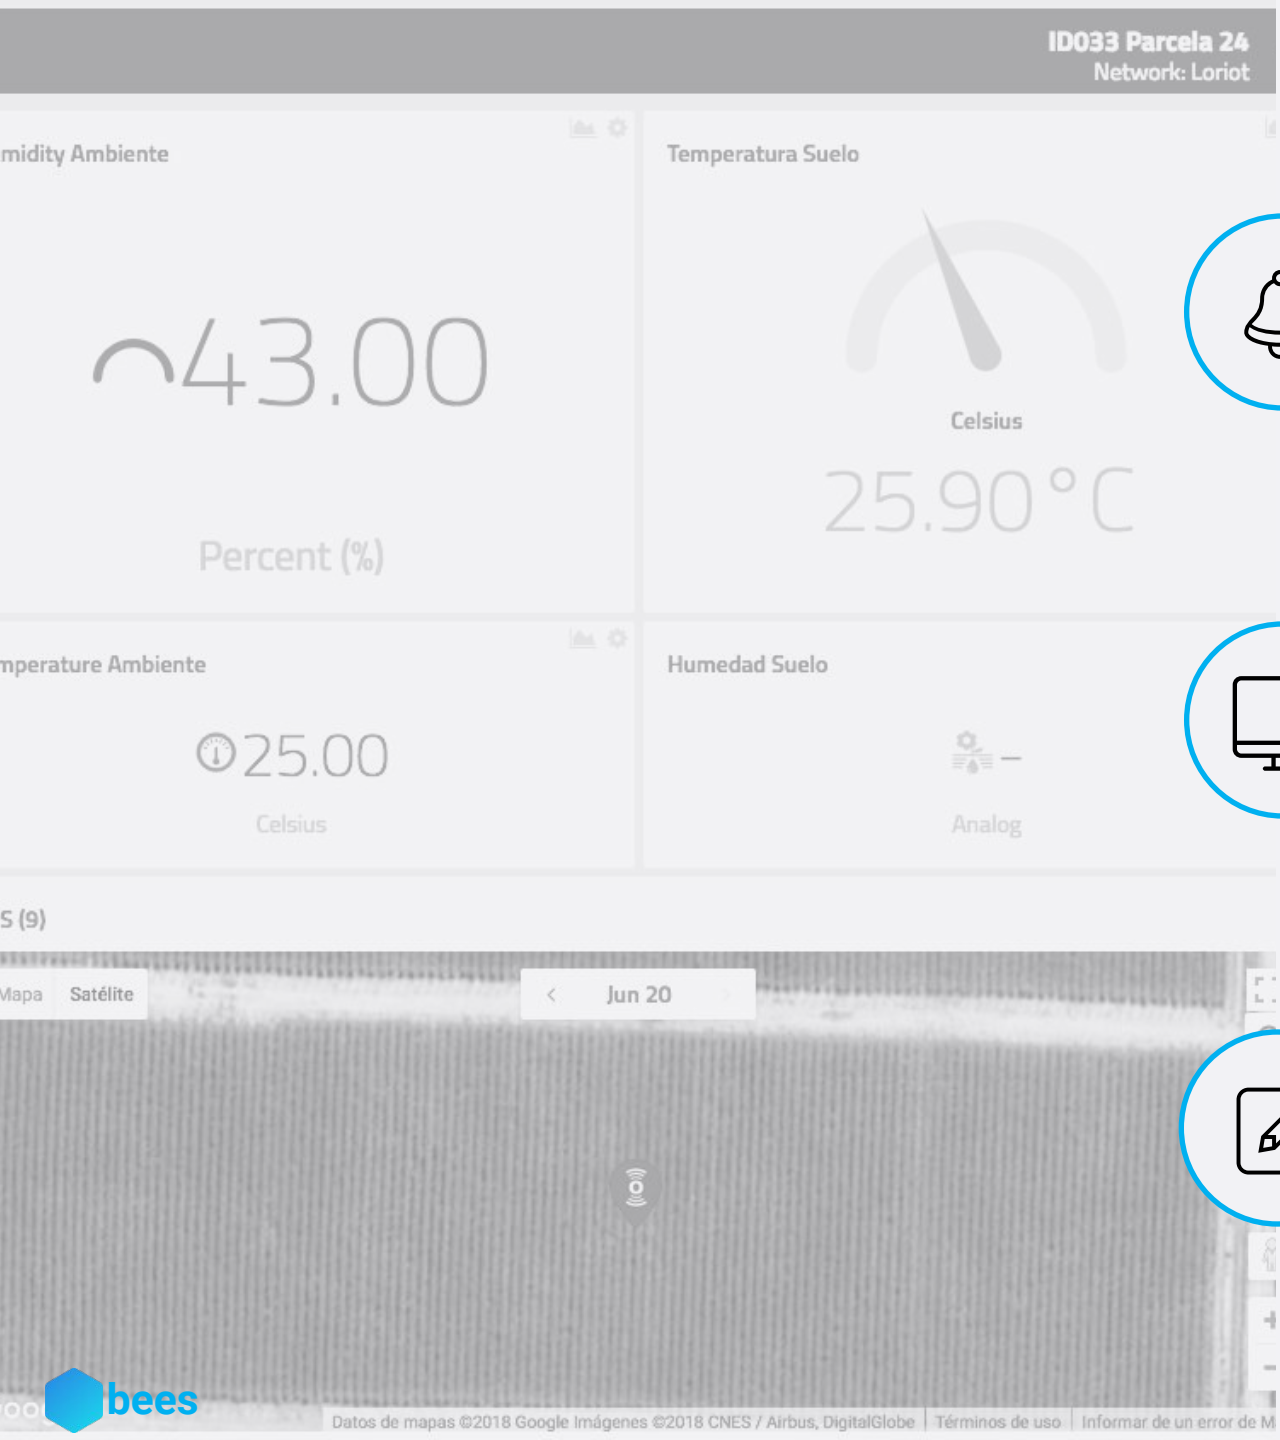 ID033 Parcela 24
Network: Loriot
midity Ambiente
43.00
Percent (%)
Temperatura Suelo
Celsius
25.90°C
mperature Ambiente
25.00
Celsius
Humedad Suelo
–
Analog
S (9)
Mapa
Satélite
Jun 20
bees
Datos de mapas ©2018 Google Imágenes ©2018 CNES / Airbus, DigitalGlobe
Términos de uso
Informar de un error de M